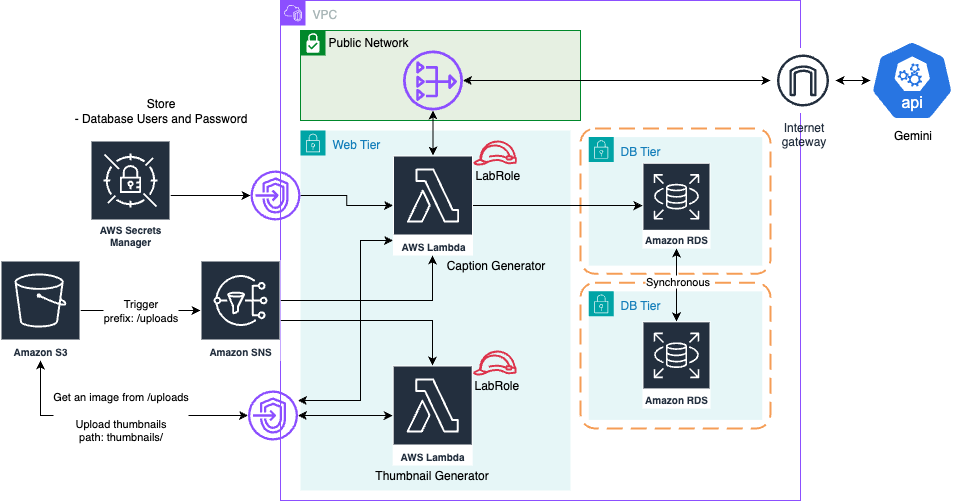 VPC
Public Network
Store
- Database Users and Password
Internet
gateway
api
Gemini
Web Tier
LabRole
DB Tier
AWS Secrets
Manager
AWS Lambda
Caption Generator
Amazon RDS
Synchronous
Amazon S3
Trigger
prefix: /uploads
Amazon SNS
DB Tier
Amazon RDS
LabRole
Get an image from /uploads
Upload thumbnails
path: thumbnails/
AWS Lambda
Thumbnail Generator